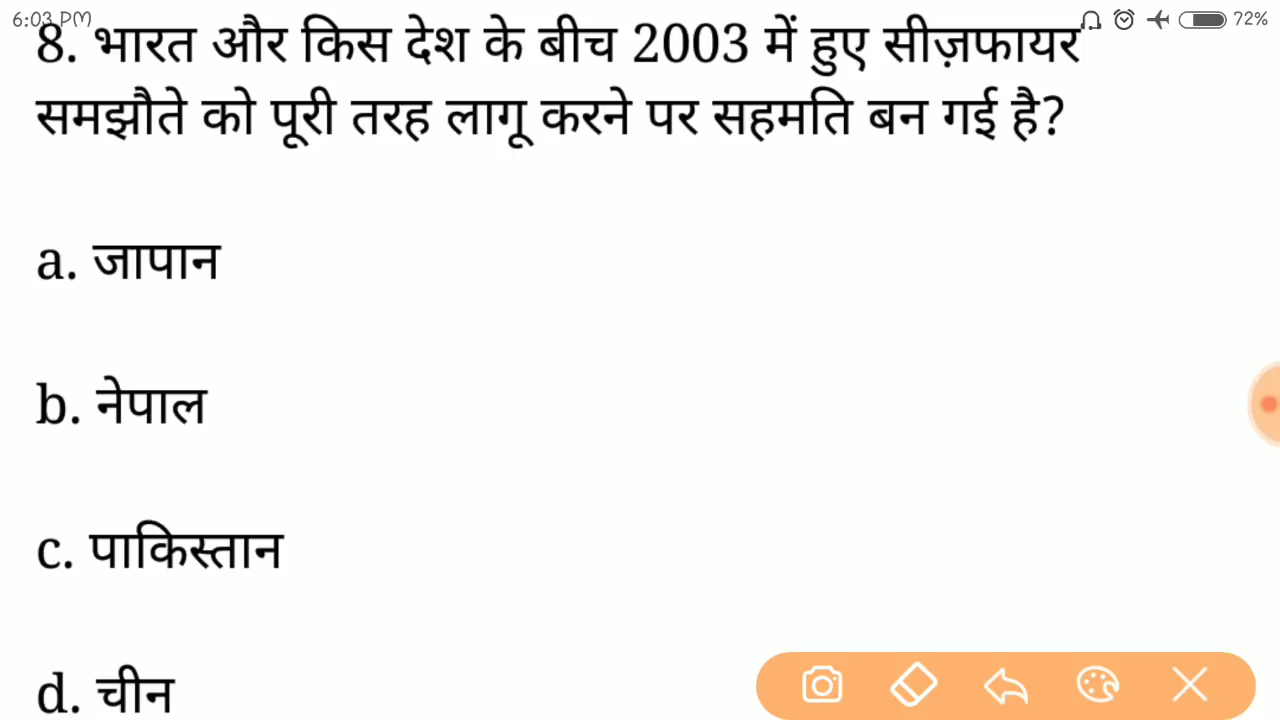 6:03 PM
72%
8. भारत और किस देश के बीच 2003 में हुए सीज़फायर
समझौते को पूरी तरह लागू करने पर सहमति बन गई है?
a. जापान
b. नेपाल
c. पाकिस्तान
d. चीन